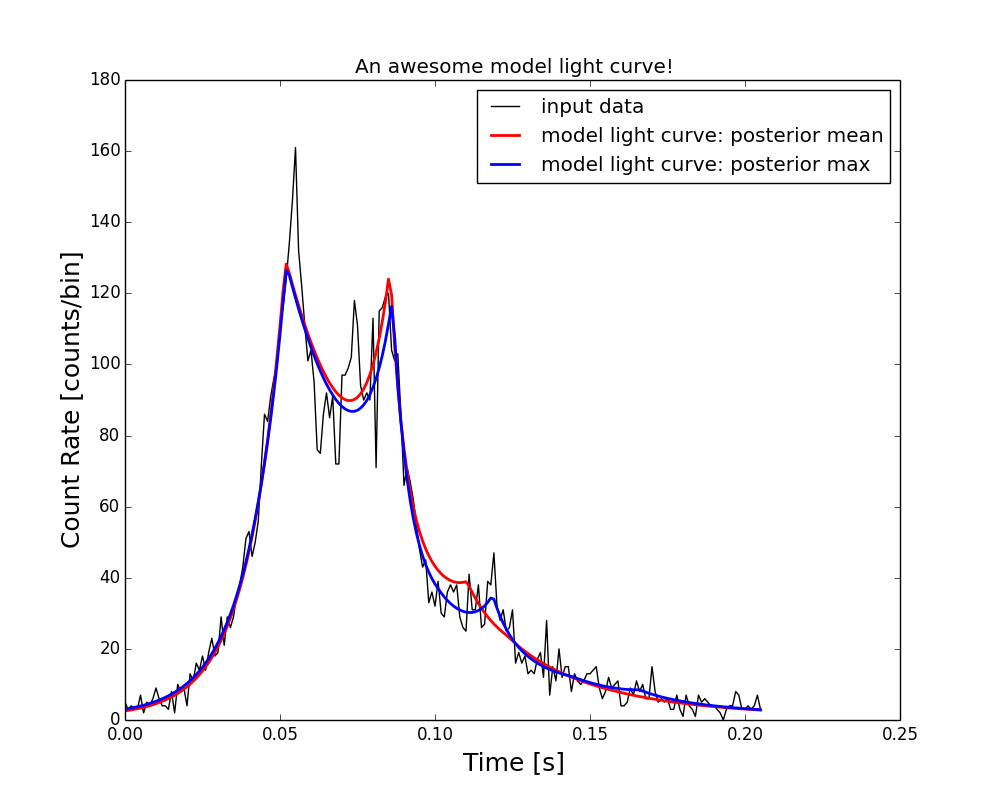 An awesome model light curve!
input data
model light curve: posterior mean
model light curve: posterior max
Count Rate [counts/bin]
180
160
140
120
100
80
60
40
20
0
0.00 0.05 0.10 0.15 0.20 0.25
Time [s]